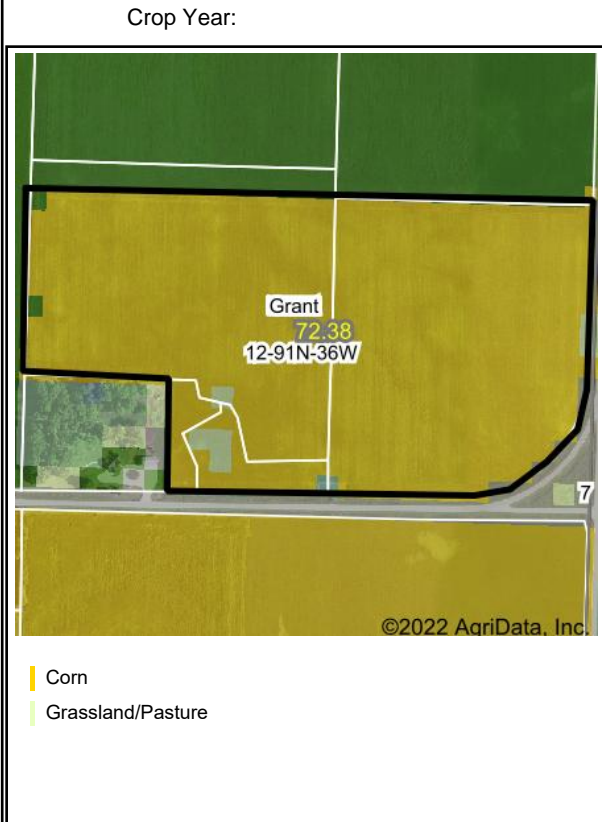 Crop Year:
Grant
72.38
12-91N-36W
7
©2022 AgriData, Inc.
Corn
Grassland/Pasture